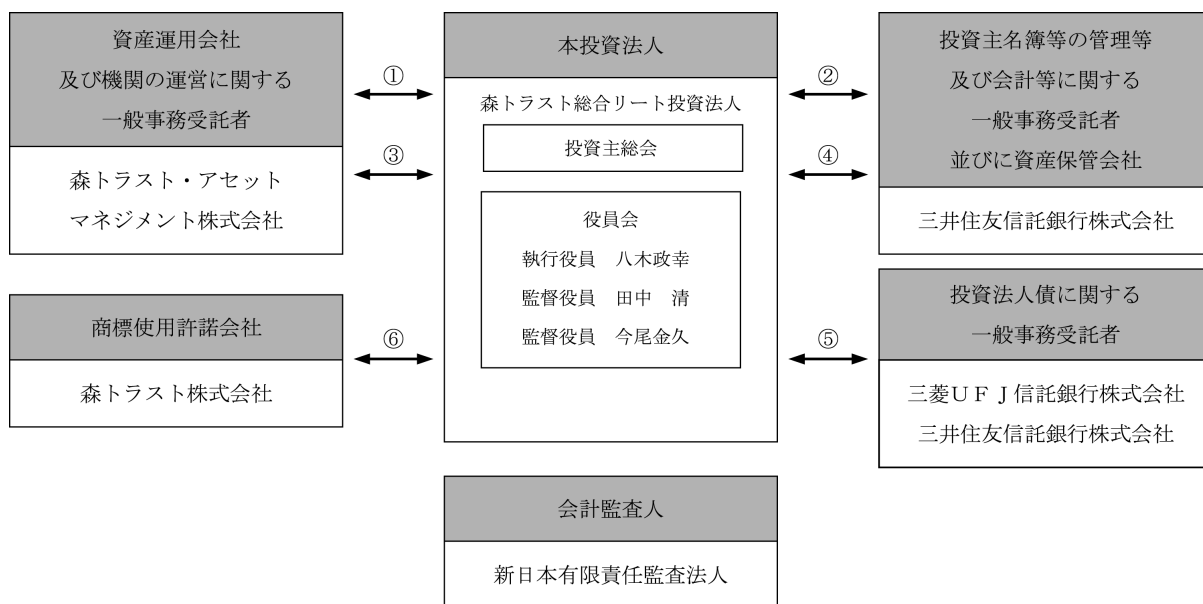 資産運用会社
及び機関の運営に関する
一般事務受託者
森トラスト・アセット
マネジメント株式会社
①
③
本投資法人
森トラスト総合リート投資法人
投資主総会
役員会
執行役員　八木政幸
監督役員　田中　清
監督役員　今尾金久
②
④
投資主名簿等の管理等
及び会計等に関する
一般事務受託者
並びに資産保管会社
三井住友信託銀行株式会社
商標使用許諾会社
森トラスト株式会社
⑥
⑤
投資法人債に関する
一般事務受託者
三菱ＵＦＪ信託銀行株式会社
三井住友信託銀行株式会社
会計監査人
新日本有限責任監査法人